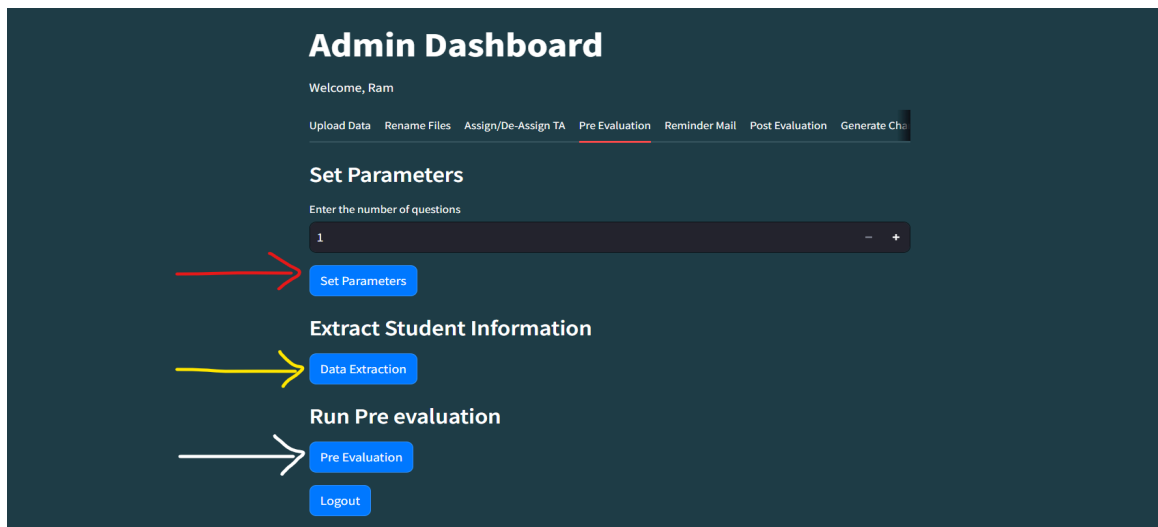 Admin Dashboard
Welcome, Ram
Upload Data Rename Files Assign/De-Assign TA Pre Evaluation Reminder Mail Post Evaluation Generate Cha
Set Parameters
Enter the number of questions
1 − +
Set Parameters
Extract Student Information
Data Extraction
Run Pre evaluation
Pre Evaluation
Logout